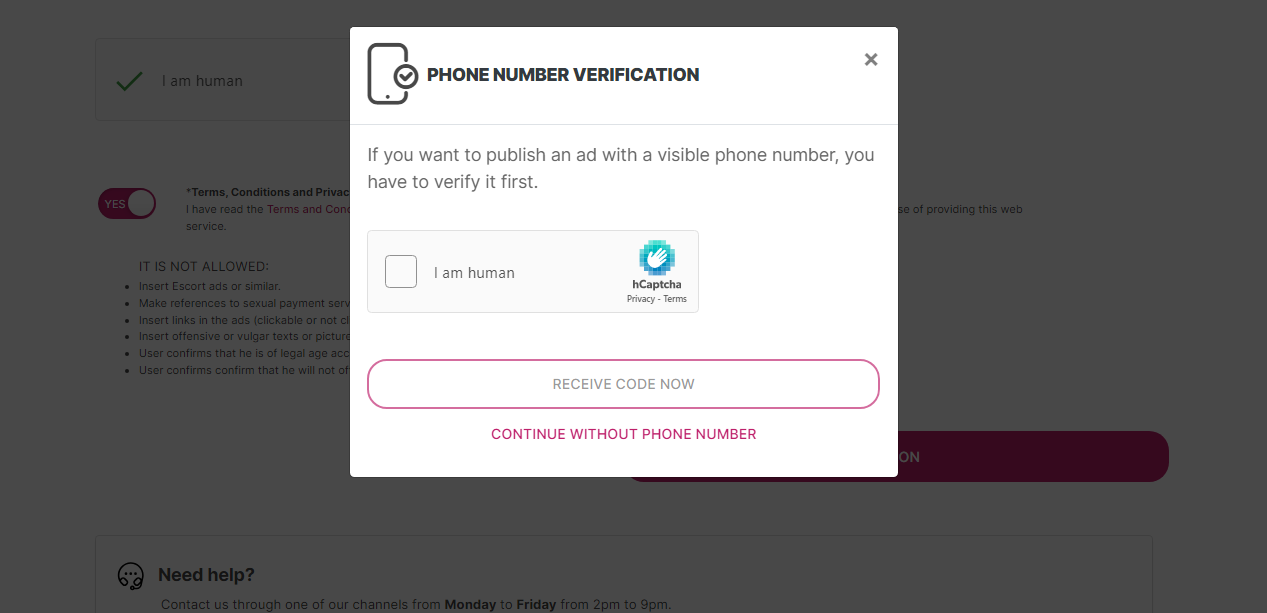 I am human
PHONE NUMBER VERIFICATION
×
If you want to publish an ad with a visible phone number, you
have to verify it first.
I am human
hCaptcha
Privacy - Terms
RECEIVE CODE NOW
CONTINUE WITHOUT PHONE NUMBER
YES
*Terms, Conditions and Privac
I have read the Terms and Con
se of providing this web
service.
IT IS NOT ALLOWED:
• Insert Escort ads or similar.
• Make references to sexual payment serv
• Insert links in the ads (clickable or not cl
• Insert offensive or vulgar texts or picture
• User confirms that he is of legal age acc
• User confirms confirm that he will not of
ON
Need help?
Contact us through one of our channels from Monday to Friday from 2pm to 9pm.